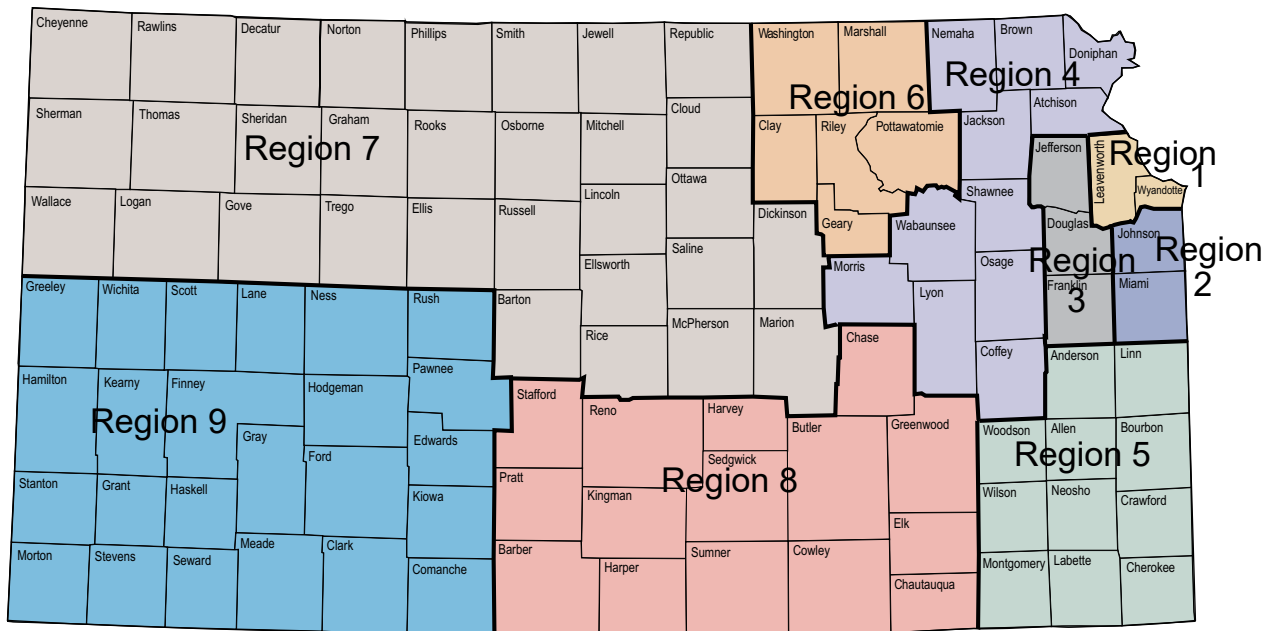 Cheyenne
Rawlins
Decatur
Norton
Phillips
Smith
Jewell
Republic
Washington
Marshall
Nemaha
Brown
Doniphan
Region 4
Region 6
Sherman
Thomas
Sheridan
Graham
Rooks
Osborne
Mitchell
Cloud
Clay
Riley
Pottawatomie
Jackson
Atchison
Region 7
Jefferson
Leavenworth
Region
1
Wyandotte
Wallace
Logan
Gove
Trego
Ellis
Russell
Lincoln
Ottawa
Dickinson
Geary
Wabaunsee
Shawnee
Douglas
Johnson
Region
2
Saline
Ellsworth
Morris
Osage
Region
3
Franklin
Miami
Greeley
Wichita
Scott
Lane
Ness
Rush
Barton
Rice
McPherson
Marion
Chase
Lyon
Coffey
Anderson
Linn
Hamilton
Kearny
Finney
Hodgeman
Pawnee
Stafford
Reno
Harvey
Butler
Greenwood
Woodson
Allen
Bourbon
Region 9
Gray
Ford
Edwards
Pratt
Kingman
Sedgwick
Region 8
Region 5
Stanton
Grant
Haskell
Kiowa
Elk
Wilson
Neosho
Crawford
Morton
Stevens
Seward
Meade
Clark
Comanche
Barber
Harper
Sumner
Cowley
Chautauqua
Montgomery
Labette
Cherokee